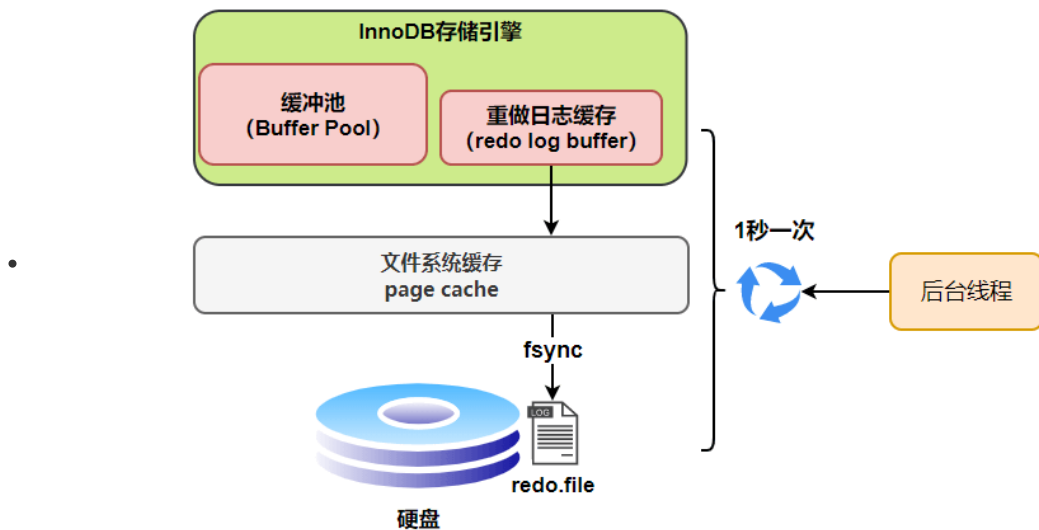 InnoDB存储引擎
缓冲池
（Buffer Pool）
重做日志缓存
（redo log buffer）
1秒一次
文件系统缓存
page cache
后台线程
fsync
LOG
redo.file
硬盘